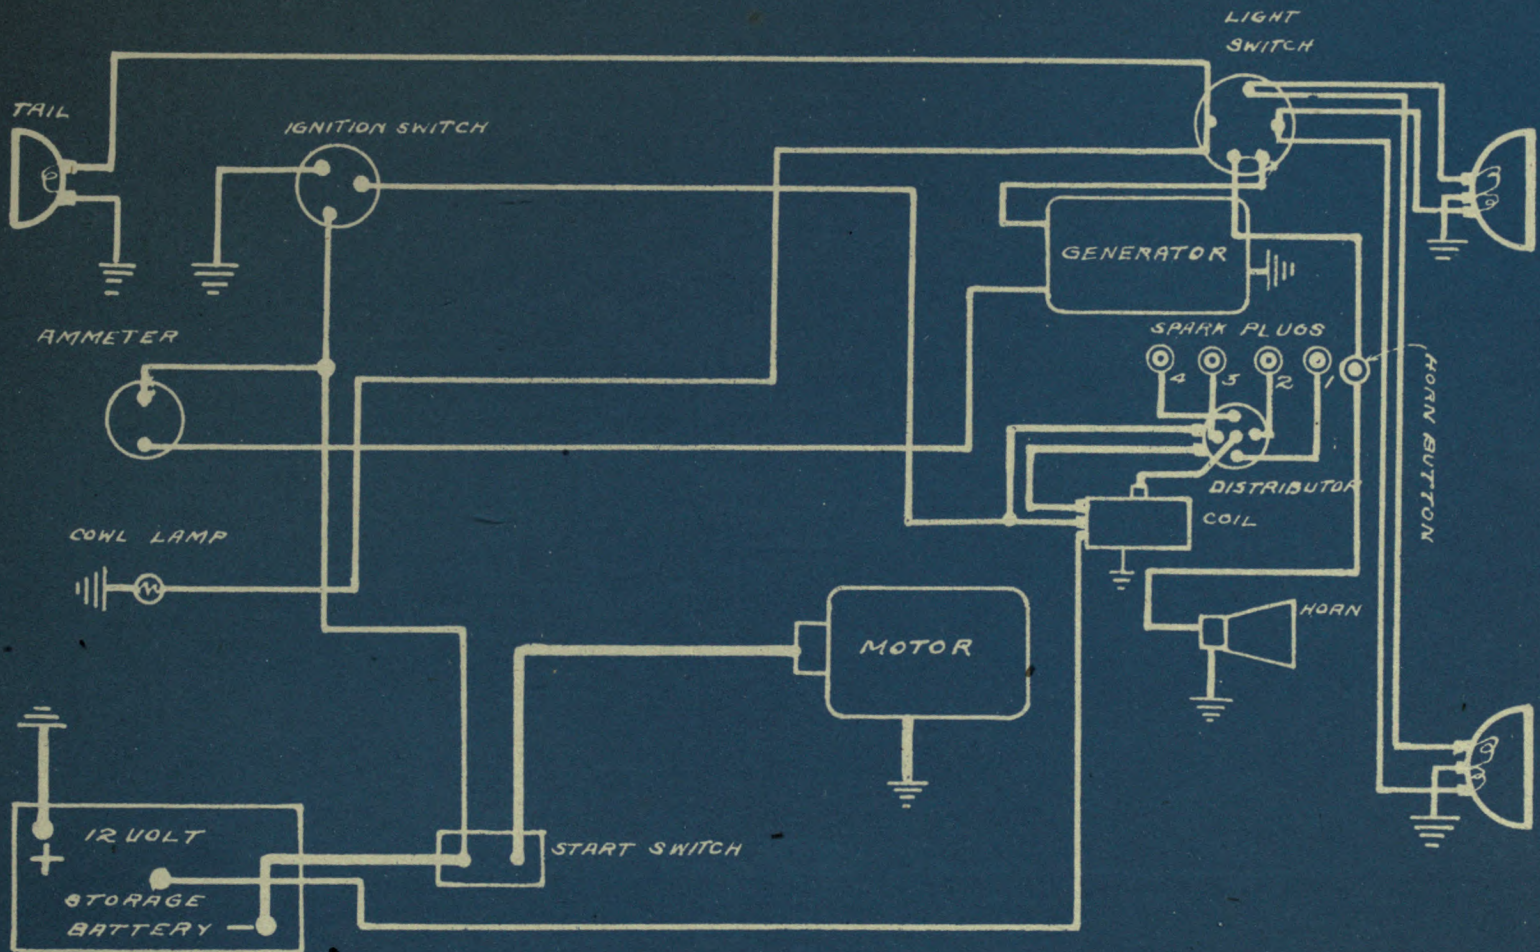 LIGHT
SWITCH
TAIL
IGNITION SWITCH
GENERATOR
SPARK PLUGS
4 3 2 1
AMMETER
HORN BUTTON
DISTRIBUTOR
COIL
COWL LAMP
HORN
MOTOR
12 VOLT
+
START SWITCH
STORAGE
BATTERY –